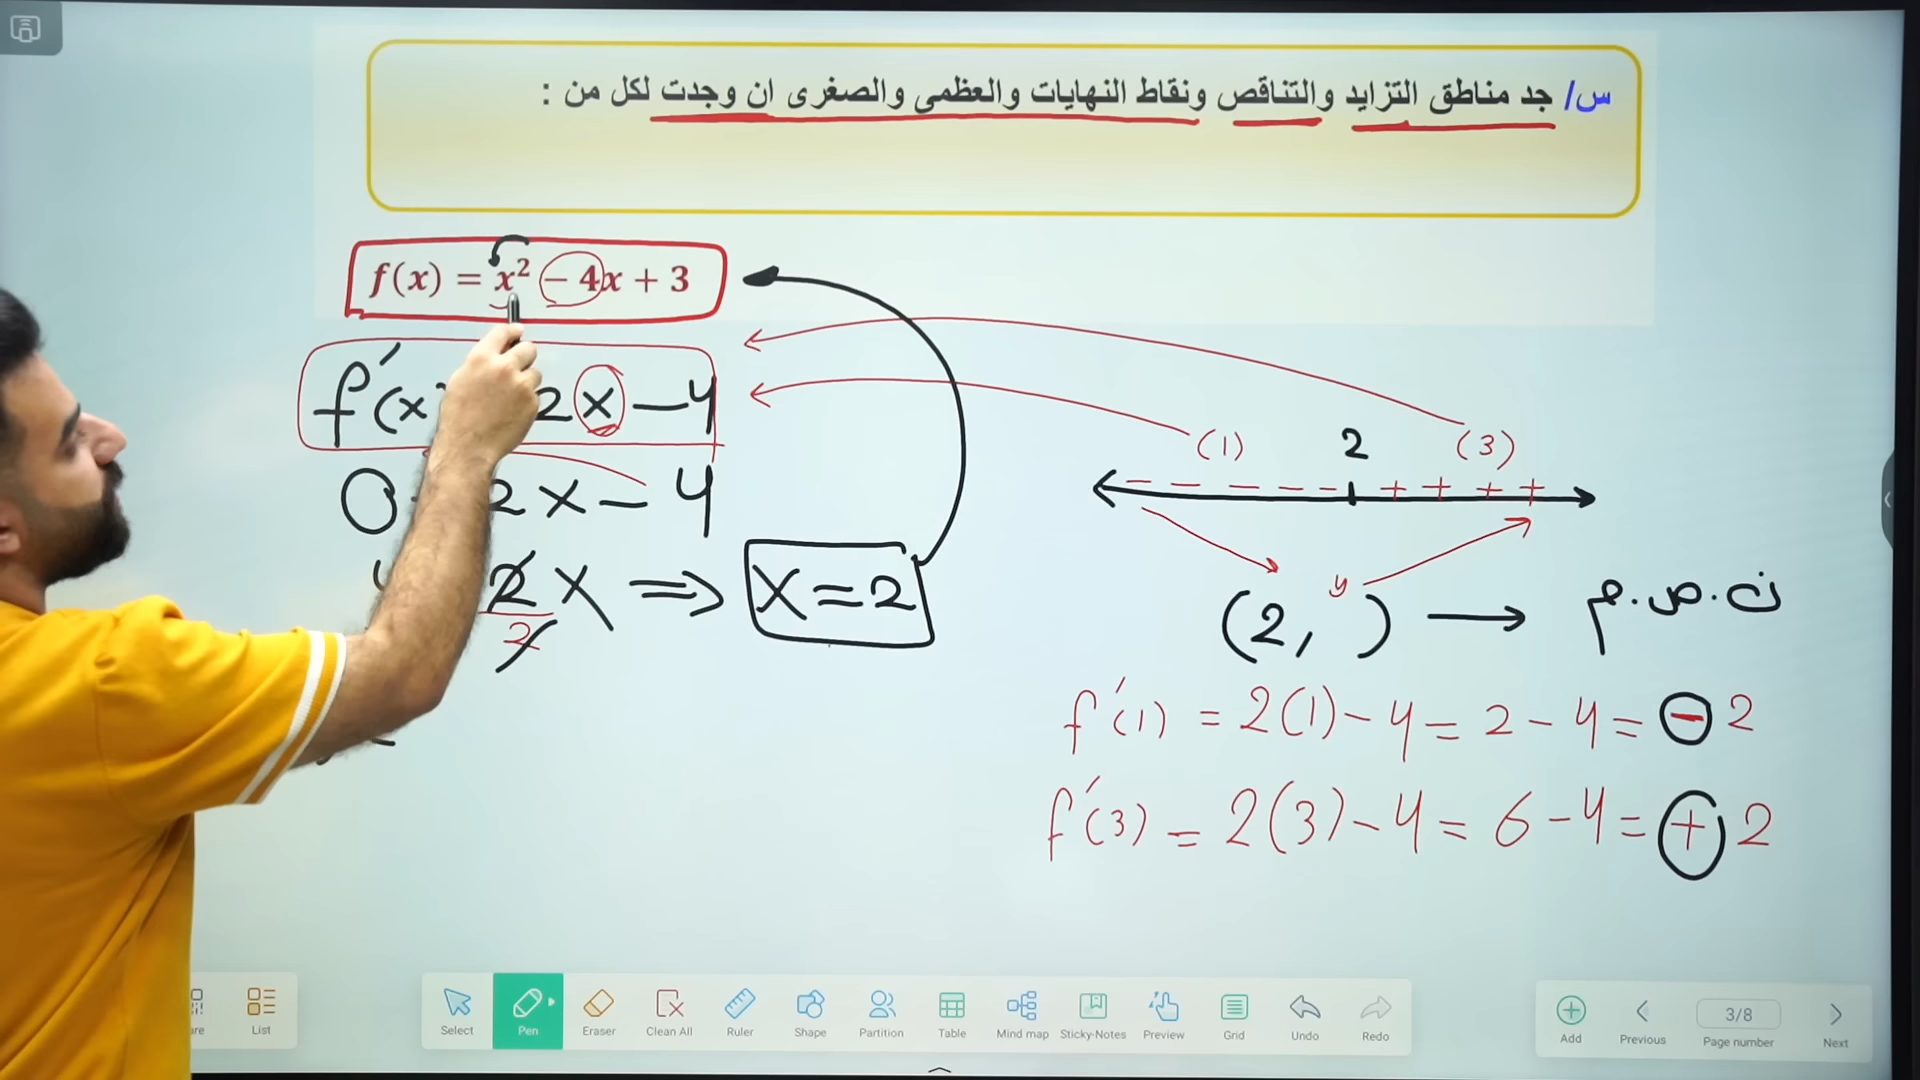 س/ جد مناطق التزايد والتناقص ونقاط النهايات والعظمى والصغرى ان وجدت لكل من :
f(x) = x² − 4x + 3
f′(x) 2x − 4
0 2x − 4
2x ⇒ x = 2
2
(1) 2 (3)
− − − − − + + + +
y
(2, ) → ن.ص.م
f′(1) = 2(1) − 4 = 2 − 4 = − 2
f′(3) = 2(3) − 4 = 6 − 4 = + 2
List
Select
Pen
Eraser
Clean All
Ruler
Shape
Partition
Table
Mind map
Sticky-Notes
Preview
Grid
Undo
Redo
Add
Previous
3/8
Page number
Next